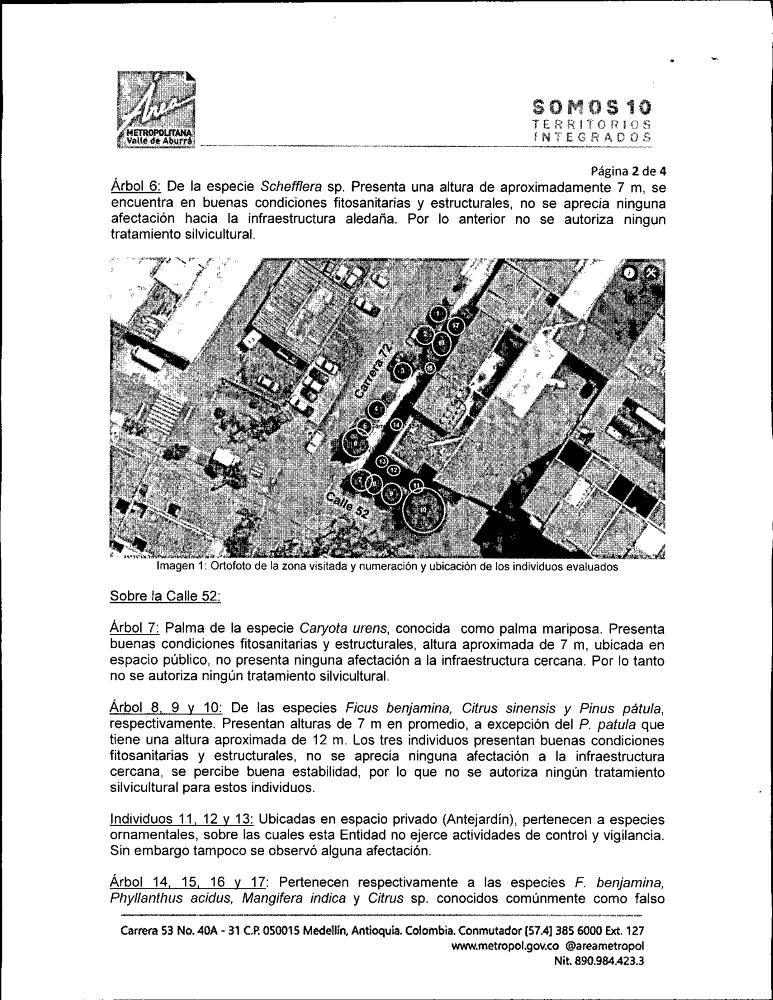 Área
METROPOLITANA
Valle de Aburrá
SOMOS 10
TERRITORIOS
INTEGRADOS
Página 2 de 4
Árbol 6: De la especie Schefflera sp. Presenta una altura de aproximadamente 7 m, se
encuentra en buenas condiciones fitosanitarias y estructurales, no se aprecia ninguna
afectación hacia la infraestructura aledaña. Por lo anterior no se autoriza ningun
tratamiento silvicultural.
Carrera 72
Calle 52
Imagen 1: Ortofoto de la zona visitada y numeración y ubicación de los individuos evaluados
Sobre la Calle 52:
Árbol 7: Palma de la especie Caryota urens, conocida como palma mariposa. Presenta
buenas condiciones fitosanitarias y estructurales, altura aproximada de 7 m, ubicada en
espacio público, no presenta ninguna afectación a la infraestructura cercana. Por lo tanto
no se autoriza ningún tratamiento silvicultural.
Árbol 8, 9 y 10: De las especies Ficus benjamina, Citrus sinensis y Pinus pátula,
respectivamente. Presentan alturas de 7 m en promedio, a excepción del P. patula que
tiene una altura aproximada de 12 m. Los tres individuos presentan buenas condiciones
fitosanitarias y estructurales, no se aprecia ninguna afectación a la infraestructura
cercana, se percibe buena estabilidad, por lo que no se autoriza ningún tratamiento
silvicultural para estos individuos.
Individuos 11, 12 y 13: Ubicadas en espacio privado (Antejardín), pertenecen a especies
ornamentales, sobre las cuales esta Entidad no ejerce actividades de control y vigilancia.
Sin embargo tampoco se observó alguna afectación.
Árbol 14, 15, 16 y 17: Pertenecen respectivamente a las especies F. benjamina,
Phyllanthus acidus, Mangifera indica y Citrus sp. conocidos comúnmente como falso
Carrera 53 No. 40A - 31 C.P. 050015 Medellín, Antioquia. Colombia. Conmutador [57.4] 385 6000 Ext. 127
www.metropol.gov.co @areametropol
Nit. 890.984.423.3